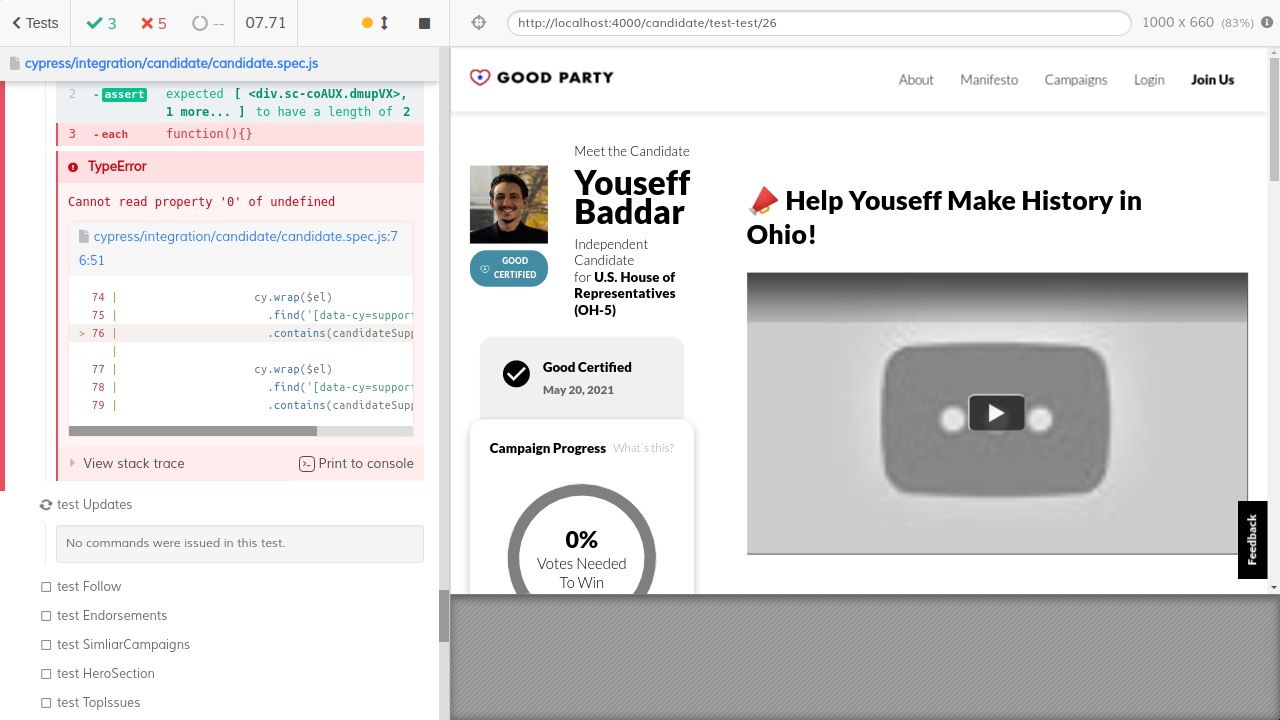 Tests
3
5
--
07.71
http://localhost:4000/candidate/test-test/26
1000 x 660 (83%)
cypress/integration/candidate/candidate.spec.js
2 - assert expected [ <div.sc-coAUX.dmupVX>,
1 more... ] to have a length of 2
3 - each function(){}
TypeError
Cannot read property '0' of undefined
cypress/integration/candidate/candidate.spec.js:7
6:51
74 | cy.wrap($el)
75 | .find('[data-cy=support
> 76 | .contains(candidateSupp
|
77 | cy.wrap($el)
78 | .find('[data-cy=support
79 | .contains(candidateSupp
View stack trace
Print to console
test Updates
No commands were issued in this test.
test Follow
test Endorsements
test SimliarCampaigns
test HeroSection
test TopIssues
GOOD PARTY
About
Manifesto
Campaigns
Login
Join Us
Meet the Candidate
Youseff
Baddar
Independent
Candidate
for U.S. House of
Representatives
(OH-5)
GOOD
CERTIFIED
Good Certified
May 20, 2021
Campaign Progress What's this?
0%
Votes Needed
To Win
Help Youseff Make History in
Ohio!
Feedback